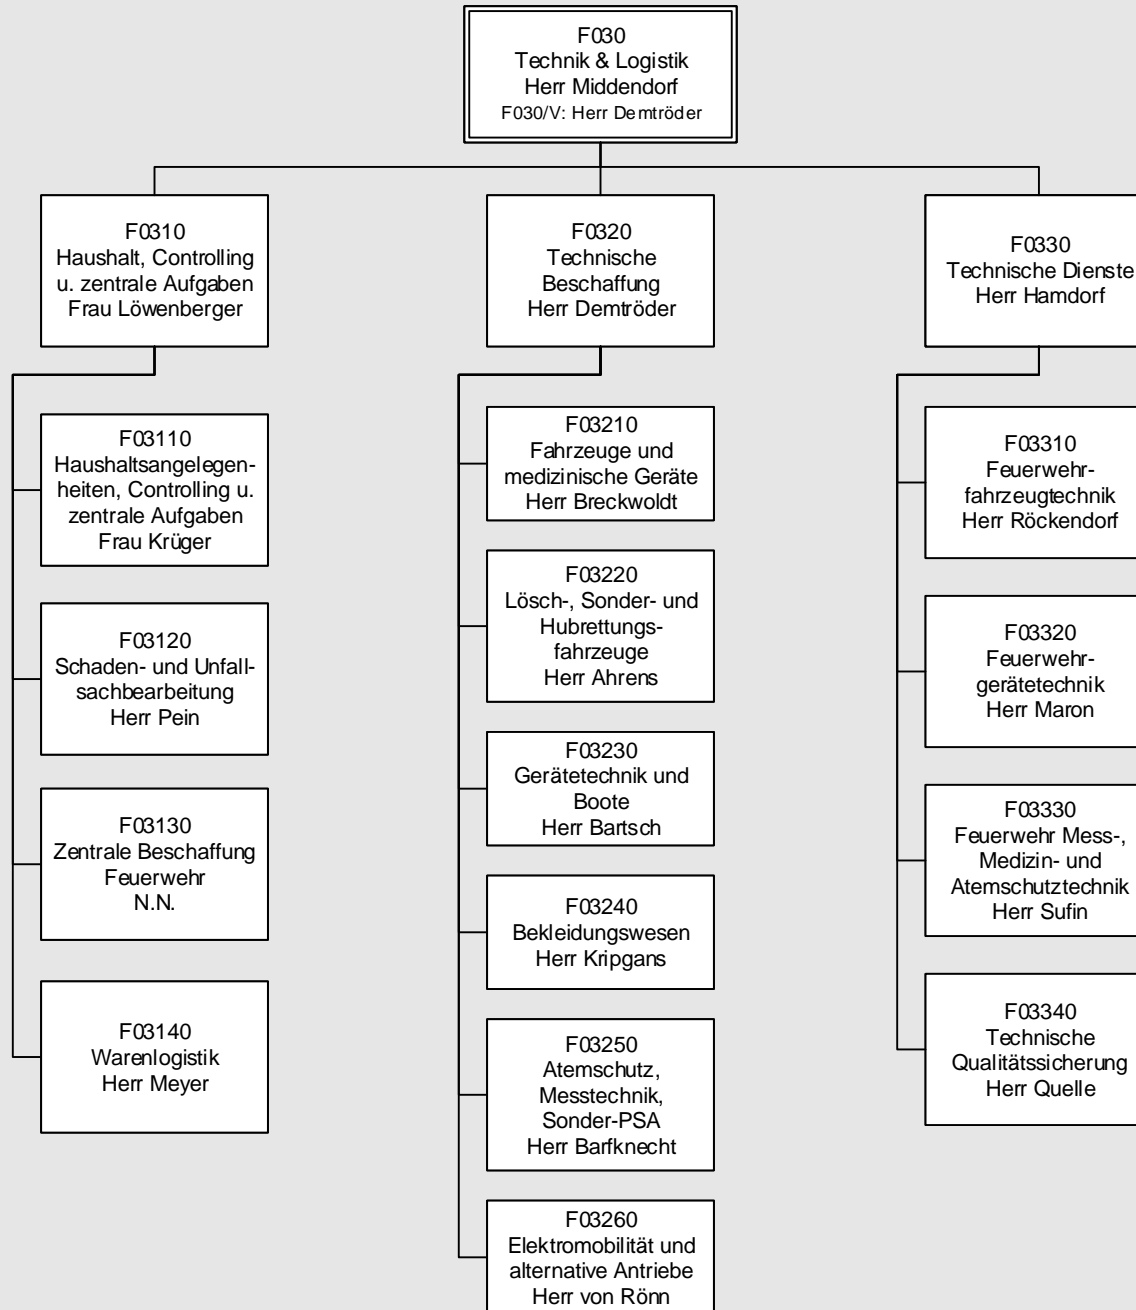 F030
Technik & Logistik
Herr Middendorf
F030/V: Herr Demtröder
F0310
Haushalt, Controlling
u. zentrale Aufgaben
Frau Löwenberger
F03110
Haushaltsangelegen-
heiten, Controlling u.
zentrale Aufgaben
Frau Krüger
F03120
Schaden- und Unfall-
sachbearbeitung
Herr Pein
F03130
Zentrale Beschaffung
Feuerwehr
N.N.
F03140
Warenlogistik
Herr Meyer
F0320
Technische
Beschaffung
Herr Demtröder
F03210
Fahrzeuge und
medizinische Geräte
Herr Breckwoldt
F03220
Lösch-, Sonder- und
Hubrettungs-
fahrzeuge
Herr Ahrens
F03230
Gerätetechnik und
Boote
Herr Bartsch
F03240
Bekleidungswesen
Herr Kripgans
F03250
Atemschutz,
Messtechnik,
Sonder-PSA
Herr Barfknecht
F03260
Elektromobilität und
alternative Antriebe
Herr von Rönn
F0330
Technische Dienste
Herr Hamdorf
F03310
Feuerwehr-
fahrzeugtechnik
Herr Röckendorf
F03320
Feuerwehr-
gerätetechnik
Herr Maron
F03330
Feuerwehr Mess-,
Medizin- und
Atemschutztechnik
Herr Sufin
F03340
Technische
Qualitätssicherung
Herr Quelle